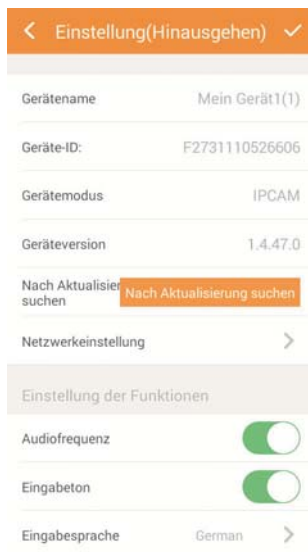 Einstellung(Hinausgehen)
Gerätename Mein Gerät1(1)
Geräte-ID: F2731110526606
Gerätemodus IPCAM
Geräteversion 1.4.47.0
Nach Aktualisier
suchen
Nach Aktualisierung suchen
Netzwerkeinstellung
Einstellung der Funktionen
Audiofrequenz
Eingabeton
Eingabesprache German